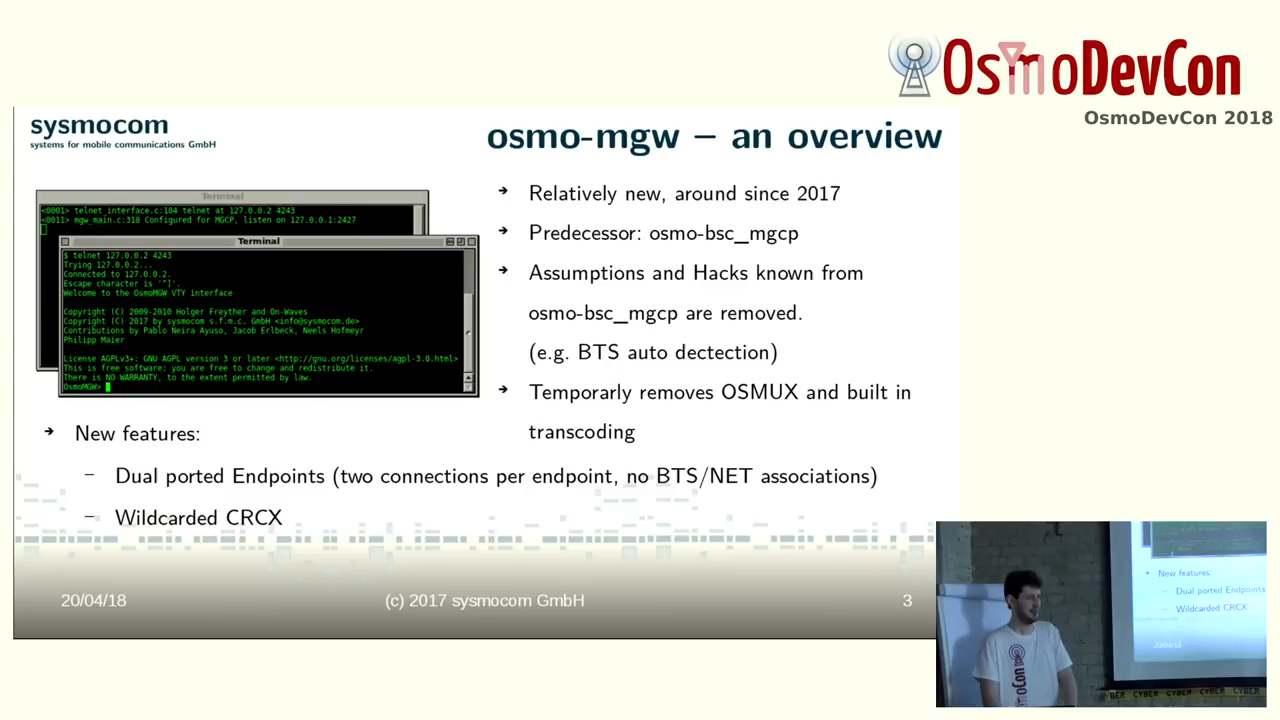 OsmoDevCon
OsmoDevCon 2018
sysmocom
systems for mobile communications GmbH
osmo-mgw – an overview
Terminal
<0001> telnet_interface.c:104 telnet at 127.0.0.2 4243
<0011> mgw_main.c:318 Configured for MGCP, listen on 127.0.0.1:2427
Terminal
$ telnet 127.0.0.2 4243
Trying 127.0.0.2...
Connected to 127.0.0.2.
Escape character is '^]'.
Welcome to the OsmoMGW VTY interface
Copyright (C) 2009-2010 Holger Freyther and On-Waves
Copyright (C) 2017 by sysmocom s.f.m.c. GmbH <info@sysmocom.de>
Contributions by Pablo Neira Ayuso, Jacob Erlbeck, Neels Hofmeyr
Philipp Maier
License AGPLv3+: GNU AGPL version 3 or later <http://gnu.org/licenses/agpl-3.0.html>
This is free software: you are free to change and redistribute it.
There is NO WARRANTY, to the extent permitted by law.
OsmoMGW>
→ Relatively new, around since 2017
→ Predecessor: osmo-bsc_mgcp
→ Assumptions and Hacks known from
osmo-bsc_mgcp are removed.
(e.g. BTS auto dectection)
→ Temporarly removes OSMUX and built in
transcoding
→ New features:
– Dual ported Endpoints (two connections per endpoint, no BTS/NET associations)
– Wildcarded CRCX
20/04/18
(c) 2017 sysmocom GmbH
3
New features:
– Dual ported Endpoints
– Wildcarded CRCX
OsmoCon
CYBER CYBER CYBER CYBER CYBER